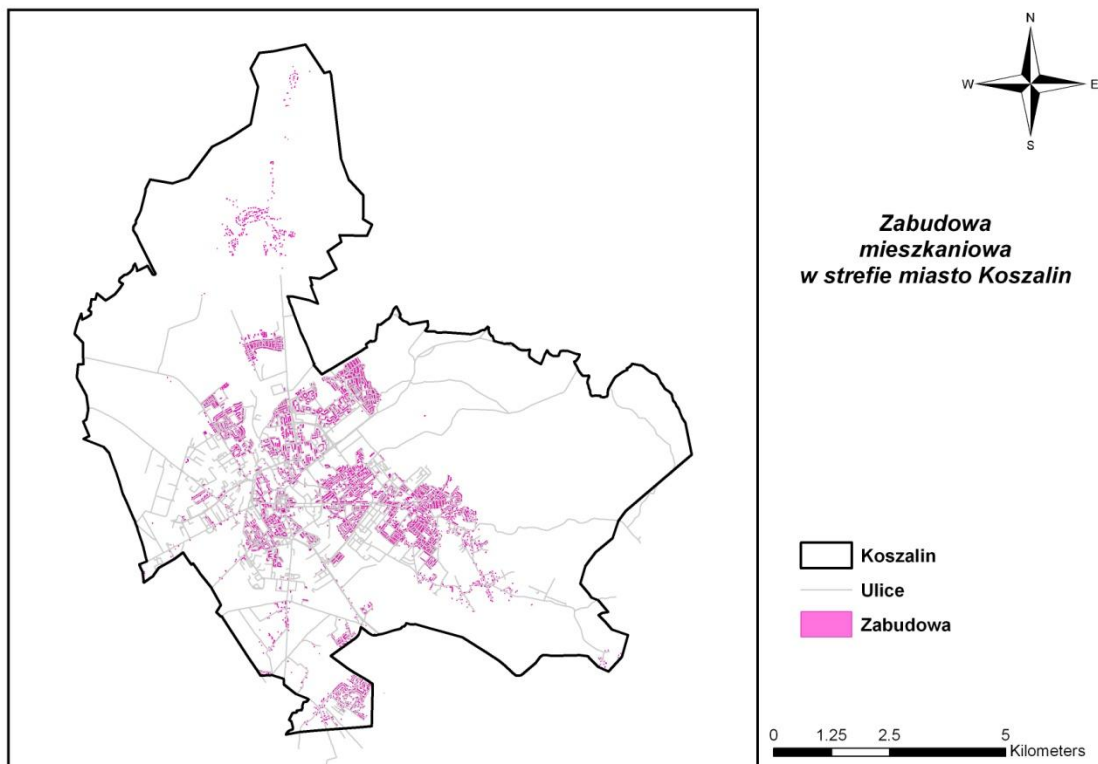 N
W E
S
Zabudowa
mieszkaniowa
w strefie miasto Koszalin
Koszalin
Ulice
Zabudowa
0 1.25 2.5 5
Kilometers